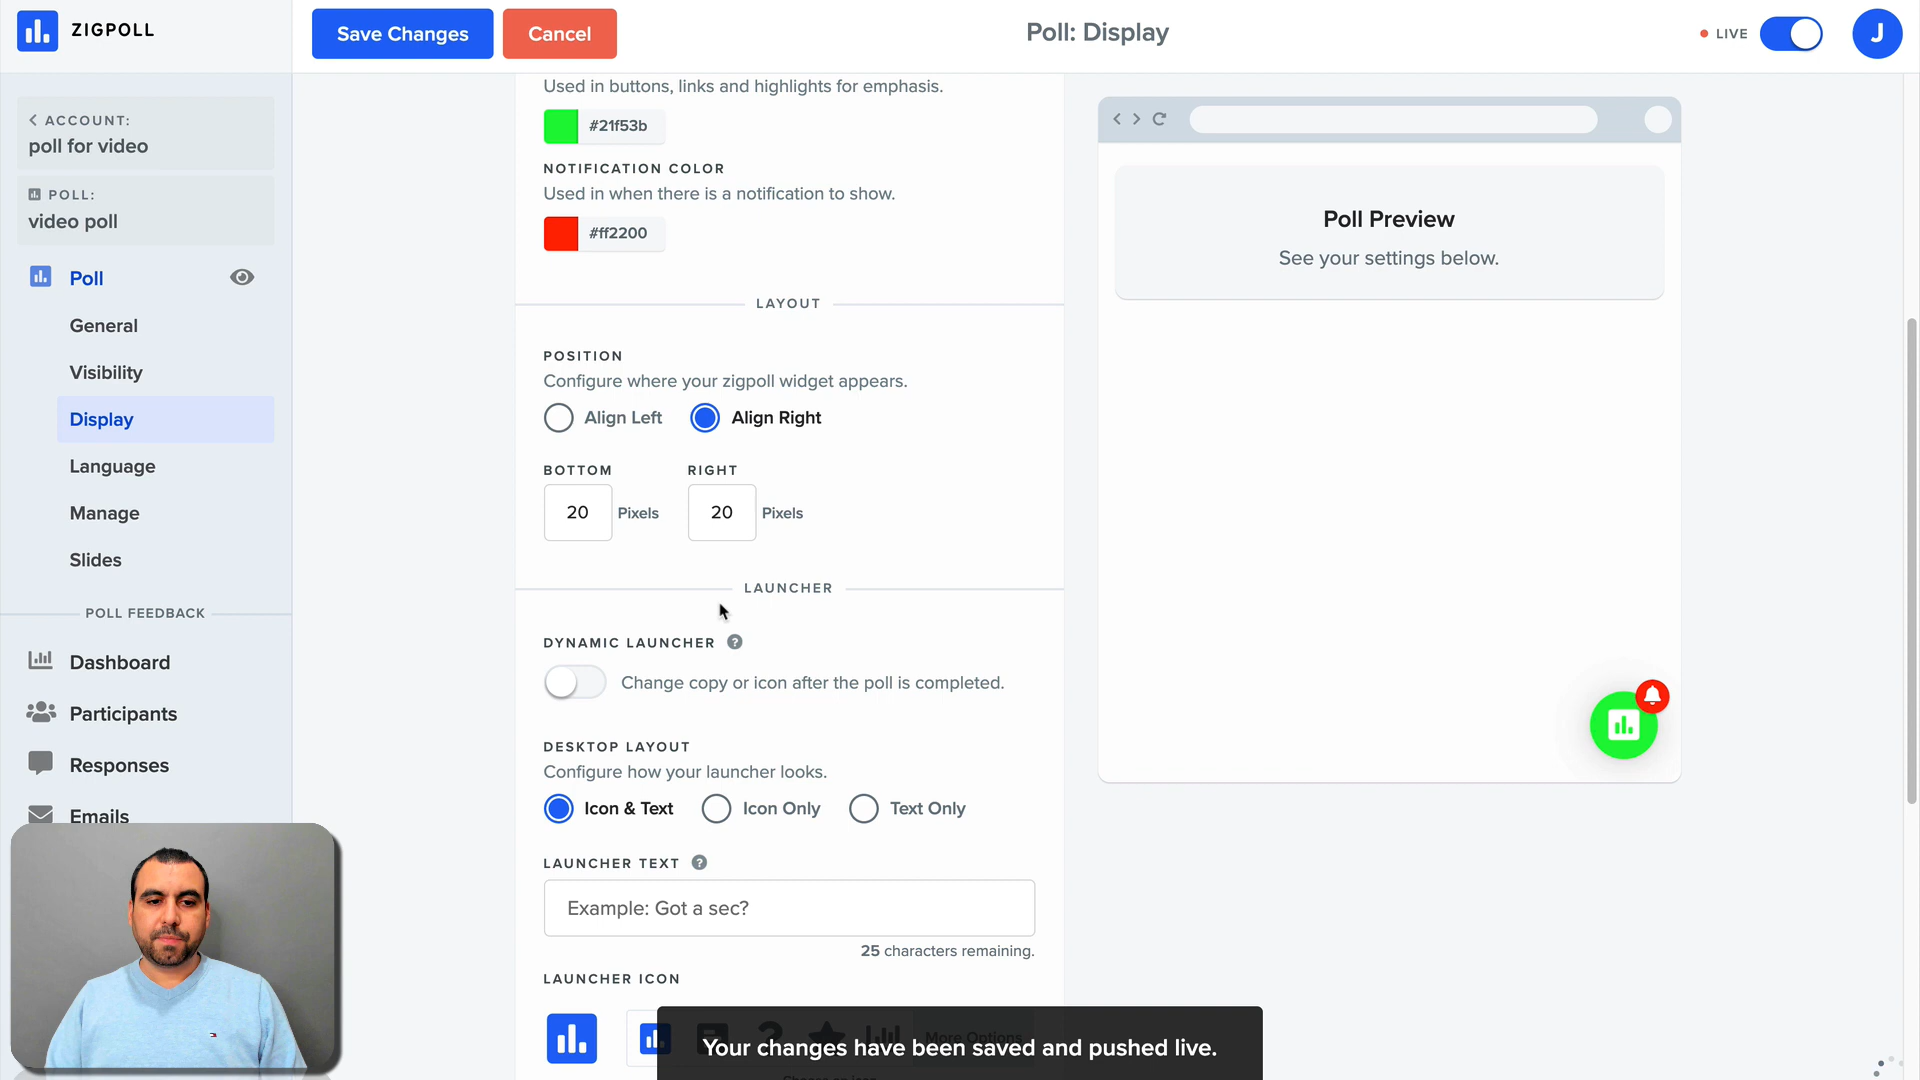 ZIGPOLL
Save Changes
Cancel
Poll: Display
LIVE
J
ACCOUNT:
poll for video
POLL:
video poll
Poll
General
Visibility
Display
Language
Manage
Slides
POLL FEEDBACK
Dashboard
Participants
Responses
Emails
Used in buttons, links and highlights for emphasis.
#21f53b
NOTIFICATION COLOR
Used in when there is a notification to show.
#ff2200
LAYOUT
POSITION
Configure where your zigpoll widget appears.
Align Left
Align Right
BOTTOM
RIGHT
20 Pixels
20 Pixels
LAUNCHER
DYNAMIC LAUNCHER ?
Change copy or icon after the poll is completed.
DESKTOP LAYOUT
Configure how your launcher looks.
Icon & Text
Icon Only
Text Only
LAUNCHER TEXT ?
Example: Got a sec?
25 characters remaining.
LAUNCHER ICON
More Options
Your changes have been saved and pushed live.
Poll Preview
See your settings below.